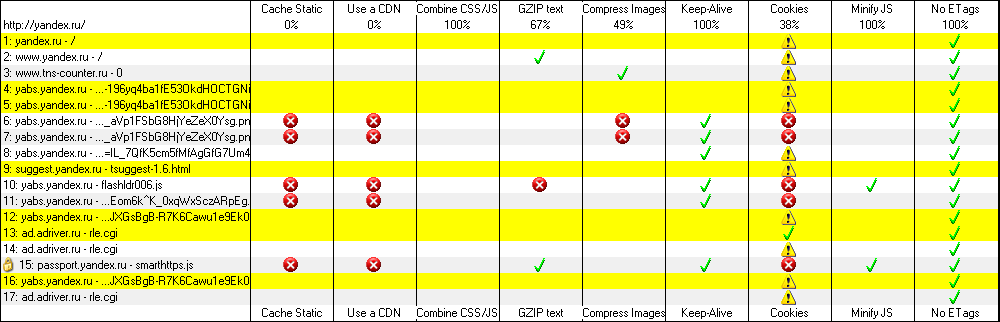 Cache Static Use a CDN Combine CSS/JS GZIP text Compress Images Keep-Alive Cookies Minify JS No ETags
http://yandex.ru/ 0% 0% 100% 67% 49% 100% 38% 100% 100%
1: yandex.ru - /
2: www.yandex.ru - /
3: www.tns-counter.ru - 0
4: yabs.yandex.ru - ...-196yq4ba1fE53OkdHOCTGNi
5: yabs.yandex.ru - ...-196yq4ba1fE53OkdHOCTGNi
6: yabs.yandex.ru - ..._aVp1FSbG8HjYeZeX0Ysg.pn
7: yabs.yandex.ru - ..._aVp1FSbG8HjYeZeX0Ysg.pn
8: yabs.yandex.ru - ...=IL_7QfK5cm5fMfAgGfG7Um4
9: suggest.yandex.ru - tsuggest-1.6.html
10: yabs.yandex.ru - flashldr006.js
11: yabs.yandex.ru - ...Eom6k^K_0xqWxSczARpEg.
12: yabs.yandex.ru - ...JXGsBgB-R7K6Cawu1e9Ek0
13: ad.adriver.ru - rle.cgi
14: ad.adriver.ru - rle.cgi
15: passport.yandex.ru - smarthttps.js
16: yabs.yandex.ru - ...JXGsBgB-R7K6Cawu1e9Ek0
17: ad.adriver.ru - rle.cgi
Cache Static Use a CDN Combine CSS/JS GZIP text Compress Images Keep-Alive Cookies Minify JS No ETags